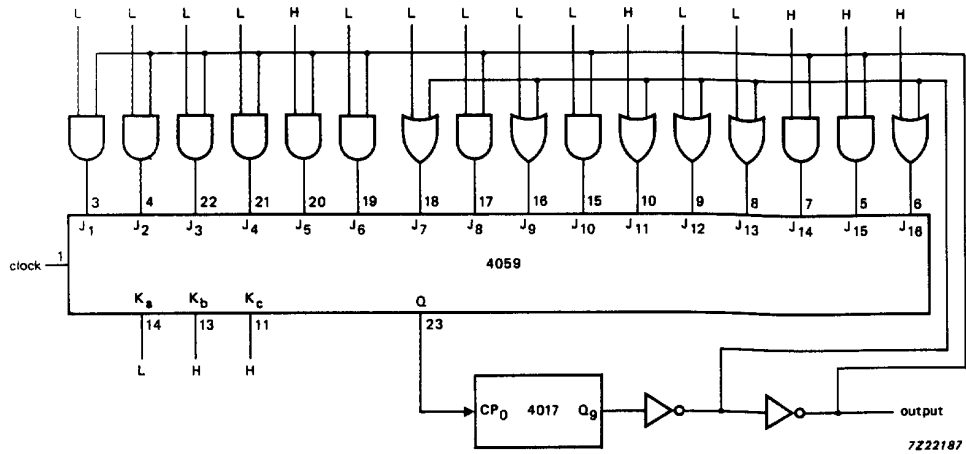 L L L L H L L L L L H L L H H H
3 4 22 21 20 19 18 17 16 15 10 9 8 7 5 6
J1 J2 J3 J4 J5 J6 J7 J8 J9 J10 J11 J12 J13 J14 J15 J16
1
clock
4059
Ka Kb Kc Q
14 13 11 23
L H H
CP0 4017 Q9
output
7Z22187